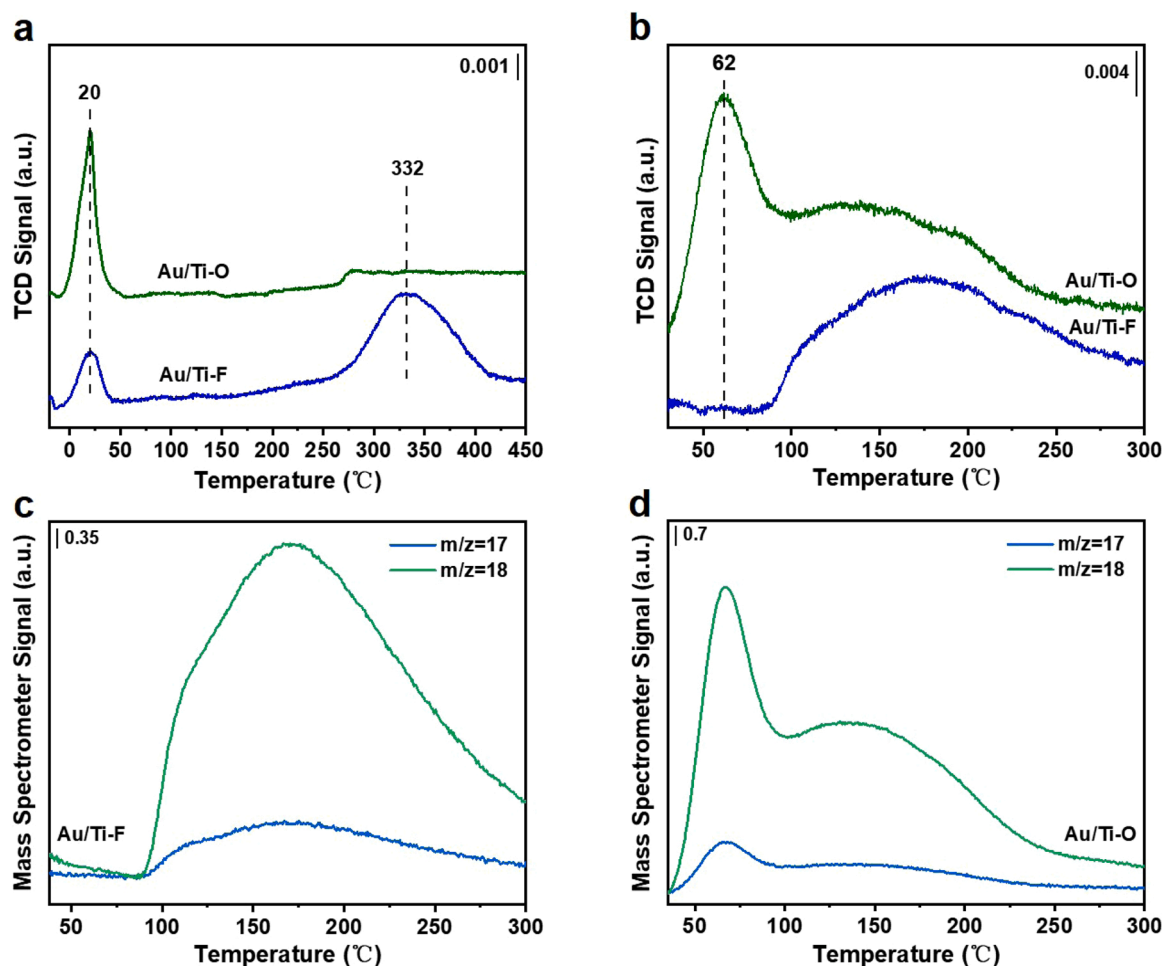 a
0.001
20
332
Au/Ti-O
Au/Ti-F
TCD Signal (a.u.)
0 50 100 150 200 250 300 350 400 450
Temperature (℃)
b
0.004
62
Au/Ti-O
Au/Ti-F
TCD Signal (a.u.)
50 100 150 200 250 300
Temperature (℃)
c
0.35
m/z=17
m/z=18
Au/Ti-F
Mass Spectrometer Signal (a.u.)
50 100 150 200 250 300
Temperature (℃)
d
0.7
m/z=17
m/z=18
Au/Ti-O
Mass Spectrometer Signal (a.u.)
50 100 150 200 250 300
Temperature (℃)